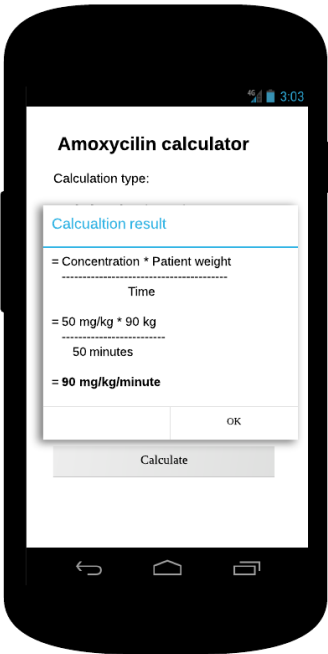 4G 3:03
Amoxycilin calculator
Calculation type:
Calcualtion result
= Concentration * Patient weight
----------------------------------------
Time
= 50 mg/kg * 90 kg
-------------------------
50 minutes
= 90 mg/kg/minute
OK
Calculate